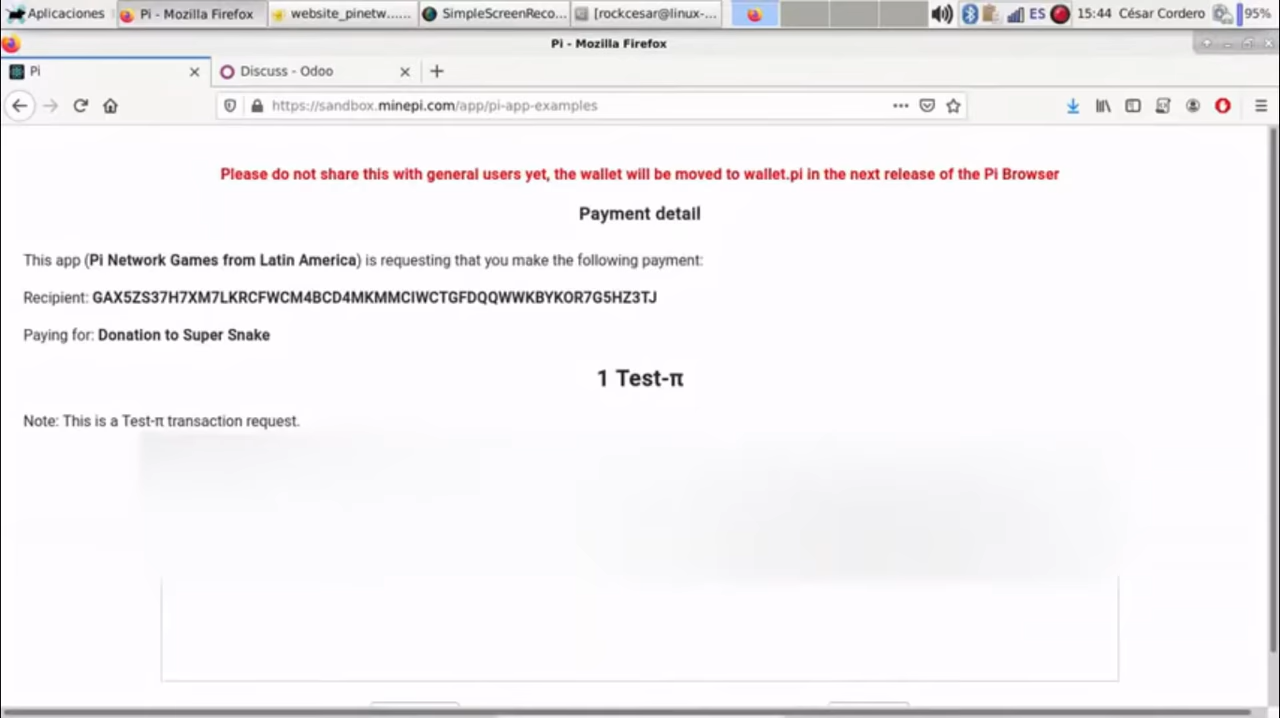 Aplicaciones Pi - Mozilla Firefox website_pinetw...... SimpleScreenReco... [rockcesar@linux-... ES 15:44 César Cordero 95%
Pi - Mozilla Firefox
Pi Discuss - Odoo
https://sandbox.minepi.com/app/pi-app-examples
Please do not share this with general users yet, the wallet will be moved to wallet.pi in the next release of the Pi Browser
Payment detail
This app (Pi Network Games from Latin America) is requesting that you make the following payment:
Recipient: GAX5ZS37H7XM7LKRCFWCM4BCD4MKMMCIWCTGFDQQWWKBYKOR7G5HZ3TJ
Paying for: Donation to Super Snake
1 Test-π
Note: This is a Test-π transaction request.